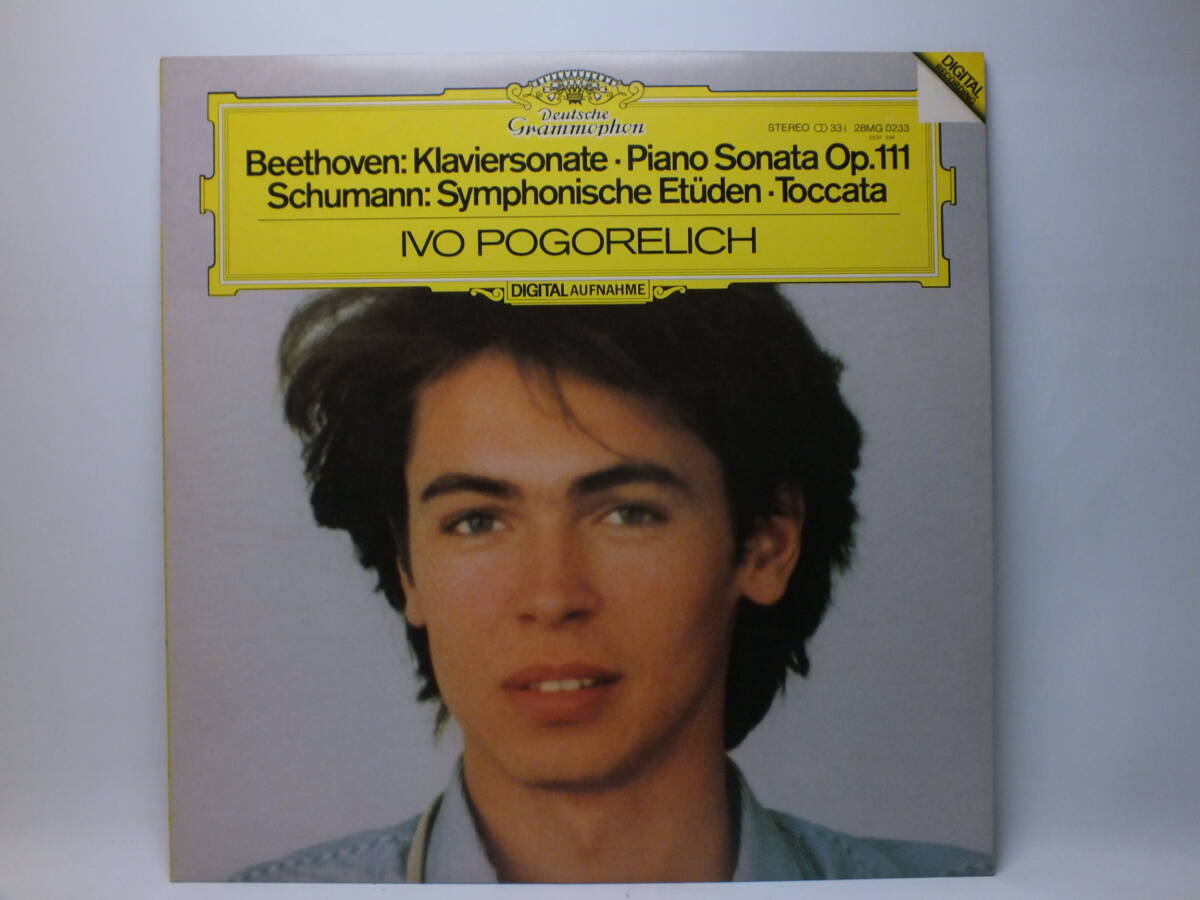 DIGITAL
RECORDING
Deutsche
Grammophon
STEREO 33⅓ 28MG 0233
Beethoven: Klaviersonate · Piano Sonata Op.111
Schumann: Symphonische Etüden · Toccata
IVO POGORELICH
DIGITAL AUFNAHME